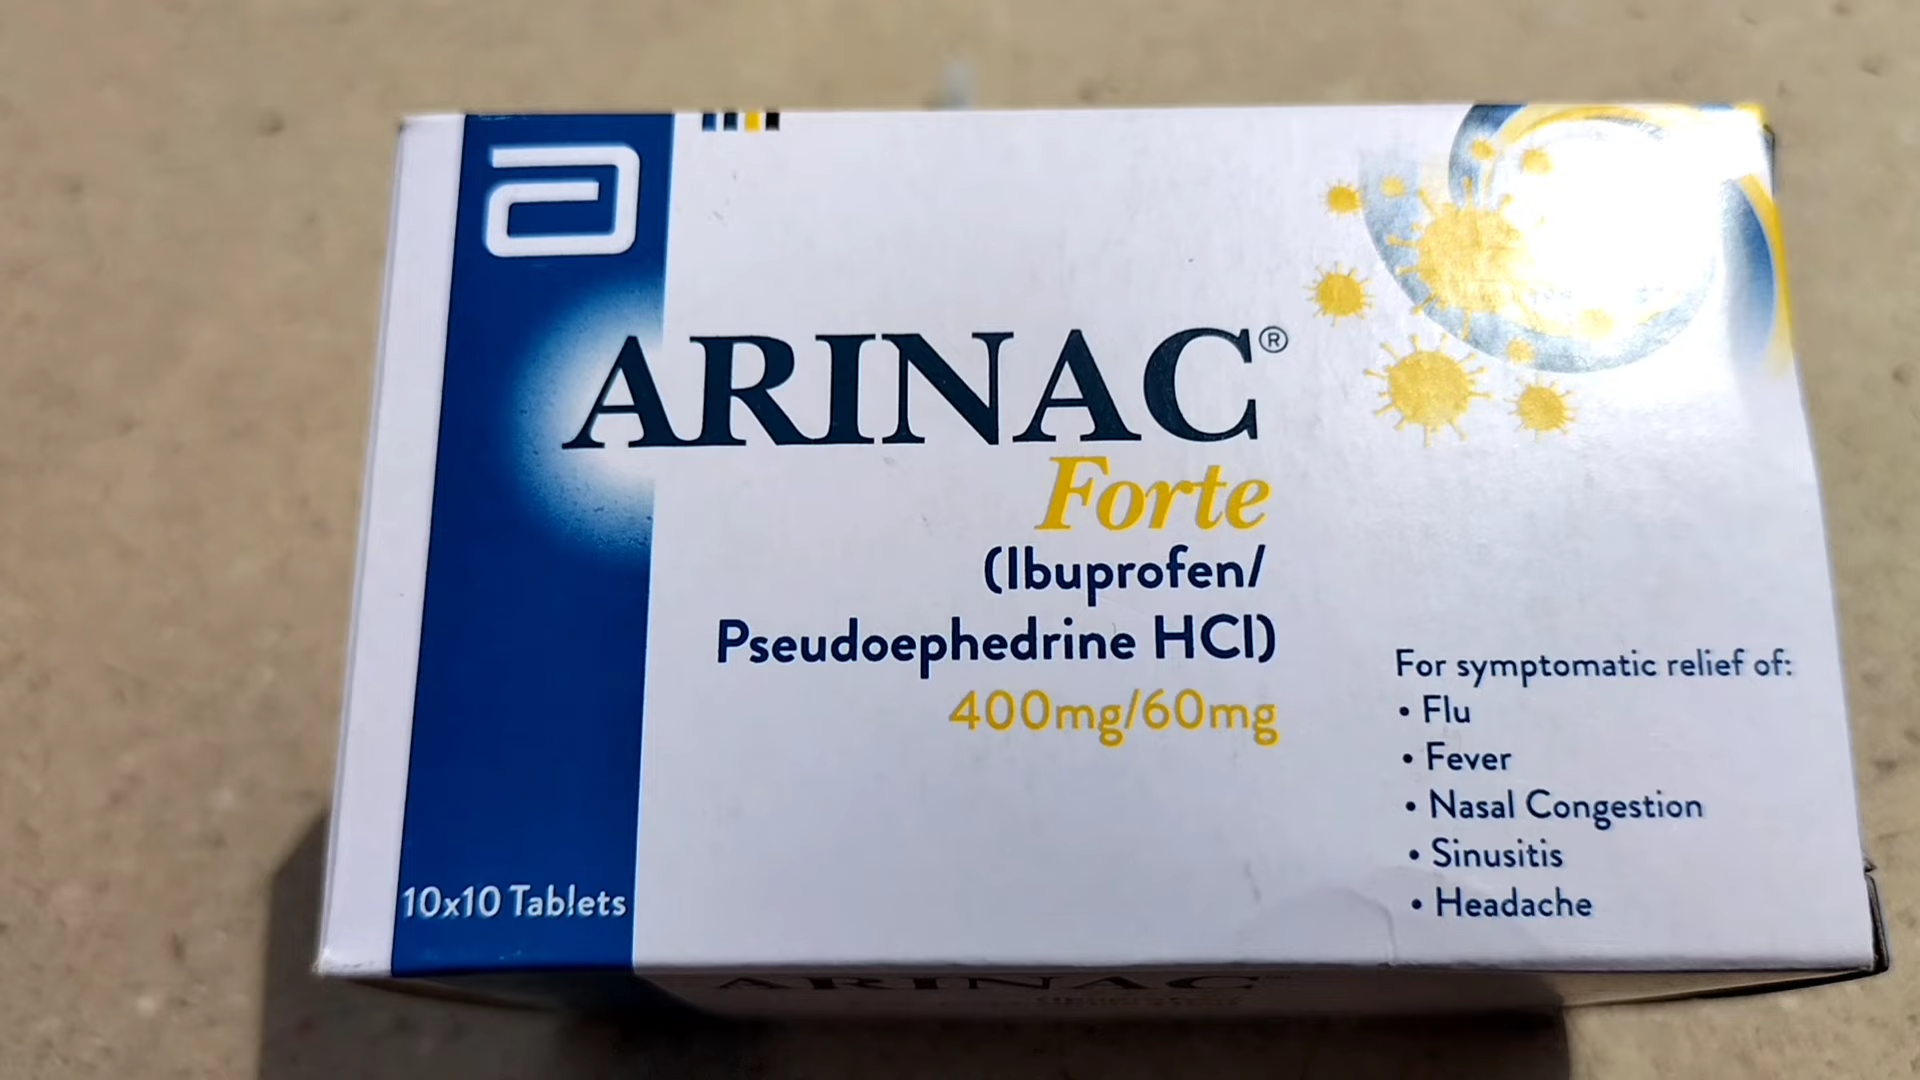 ARINAC®
Forte
(Ibuprofen/
Pseudoephedrine HCl)
400mg/60mg
For symptomatic relief of:
• Flu
• Fever
• Nasal Congestion
• Sinusitis
• Headache
10x10 Tablets
ARINAC